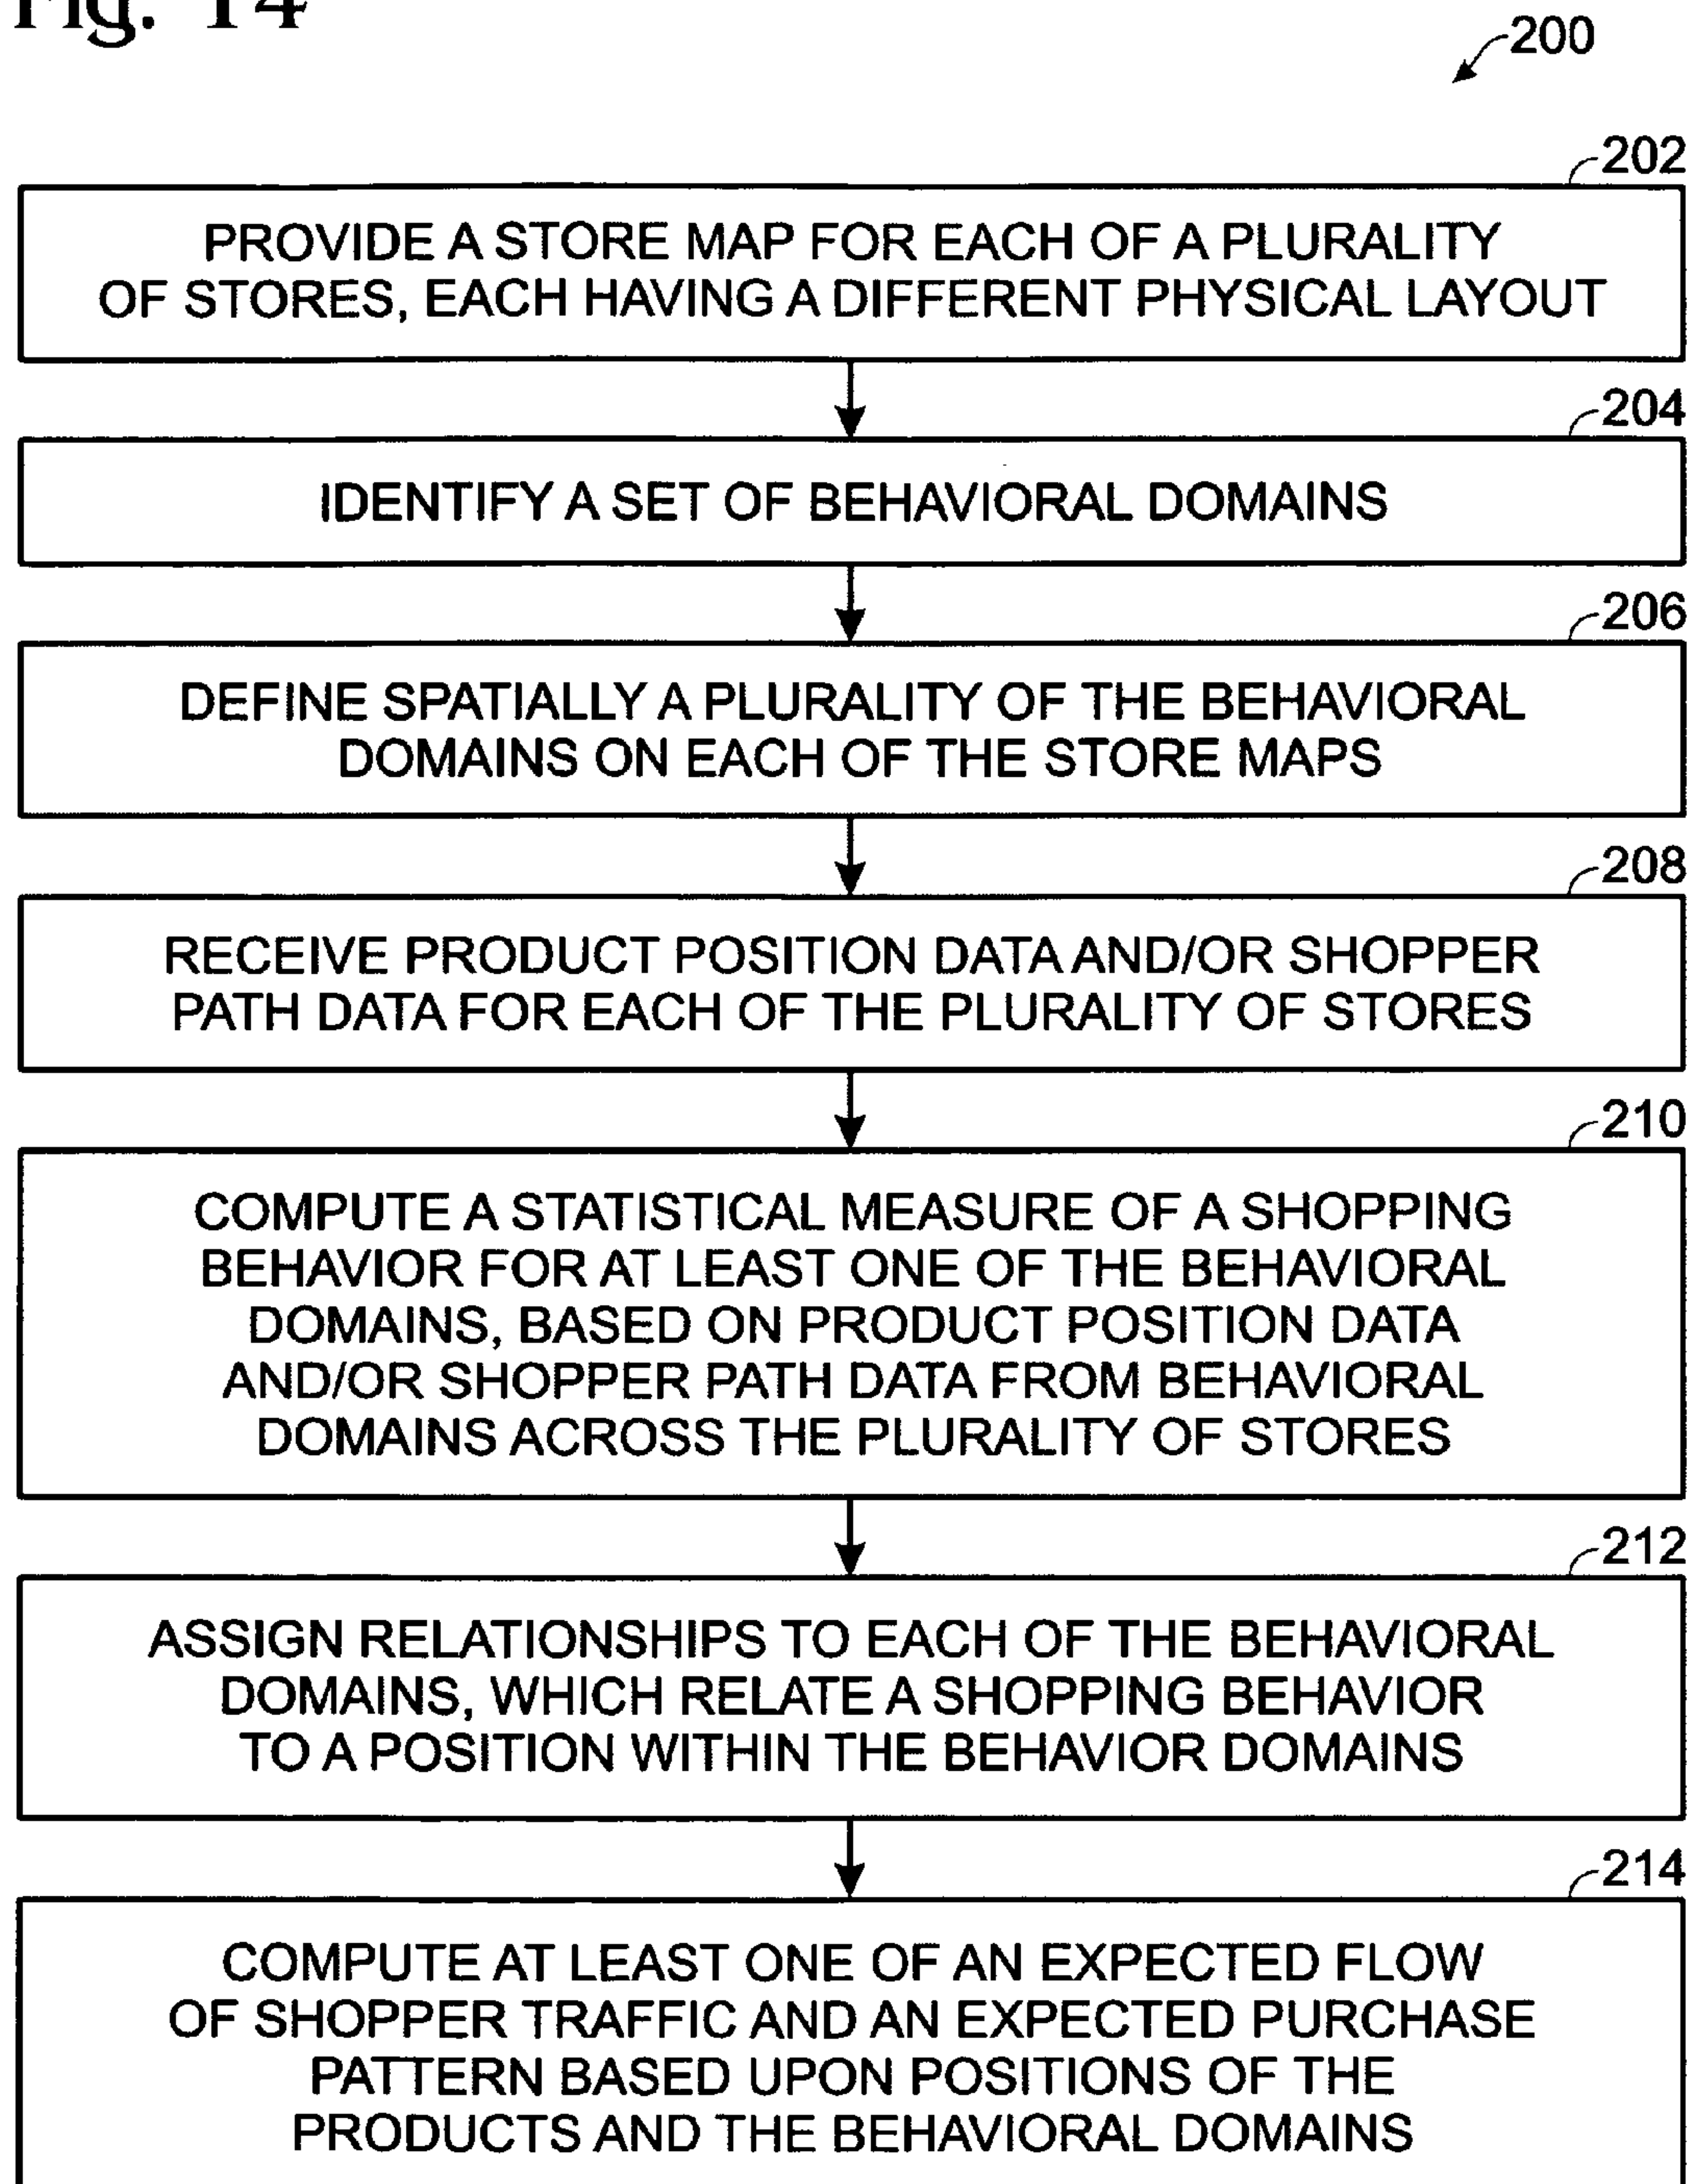 Fig. 14
200
202
PROVIDE A STORE MAP FOR EACH OF A PLURALITY
OF STORES, EACH HAVING A DIFFERENT PHYSICAL LAYOUT
204
IDENTIFY A SET OF BEHAVIORAL DOMAINS
206
DEFINE SPATIALLY A PLURALITY OF THE BEHAVIORAL
DOMAINS ON EACH OF THE STORE MAPS
208
RECEIVE PRODUCT POSITION DATA AND/OR SHOPPER
PATH DATA FOR EACH OF THE PLURALITY OF STORES
210
COMPUTE A STATISTICAL MEASURE OF A SHOPPING
BEHAVIOR FOR AT LEAST ONE OF THE BEHAVIORAL
DOMAINS, BASED ON PRODUCT POSITION DATA
AND/OR SHOPPER PATH DATA FROM BEHAVIORAL
DOMAINS ACROSS THE PLURALITY OF STORES
212
ASSIGN RELATIONSHIPS TO EACH OF THE BEHAVIORAL
DOMAINS, WHICH RELATE A SHOPPING BEHAVIOR
TO A POSITION WITHIN THE BEHAVIOR DOMAINS
214
COMPUTE AT LEAST ONE OF AN EXPECTED FLOW
OF SHOPPER TRAFFIC AND AN EXPECTED PURCHASE
PATTERN BASED UPON POSITIONS OF THE
PRODUCTS AND THE BEHAVIORAL DOMAINS